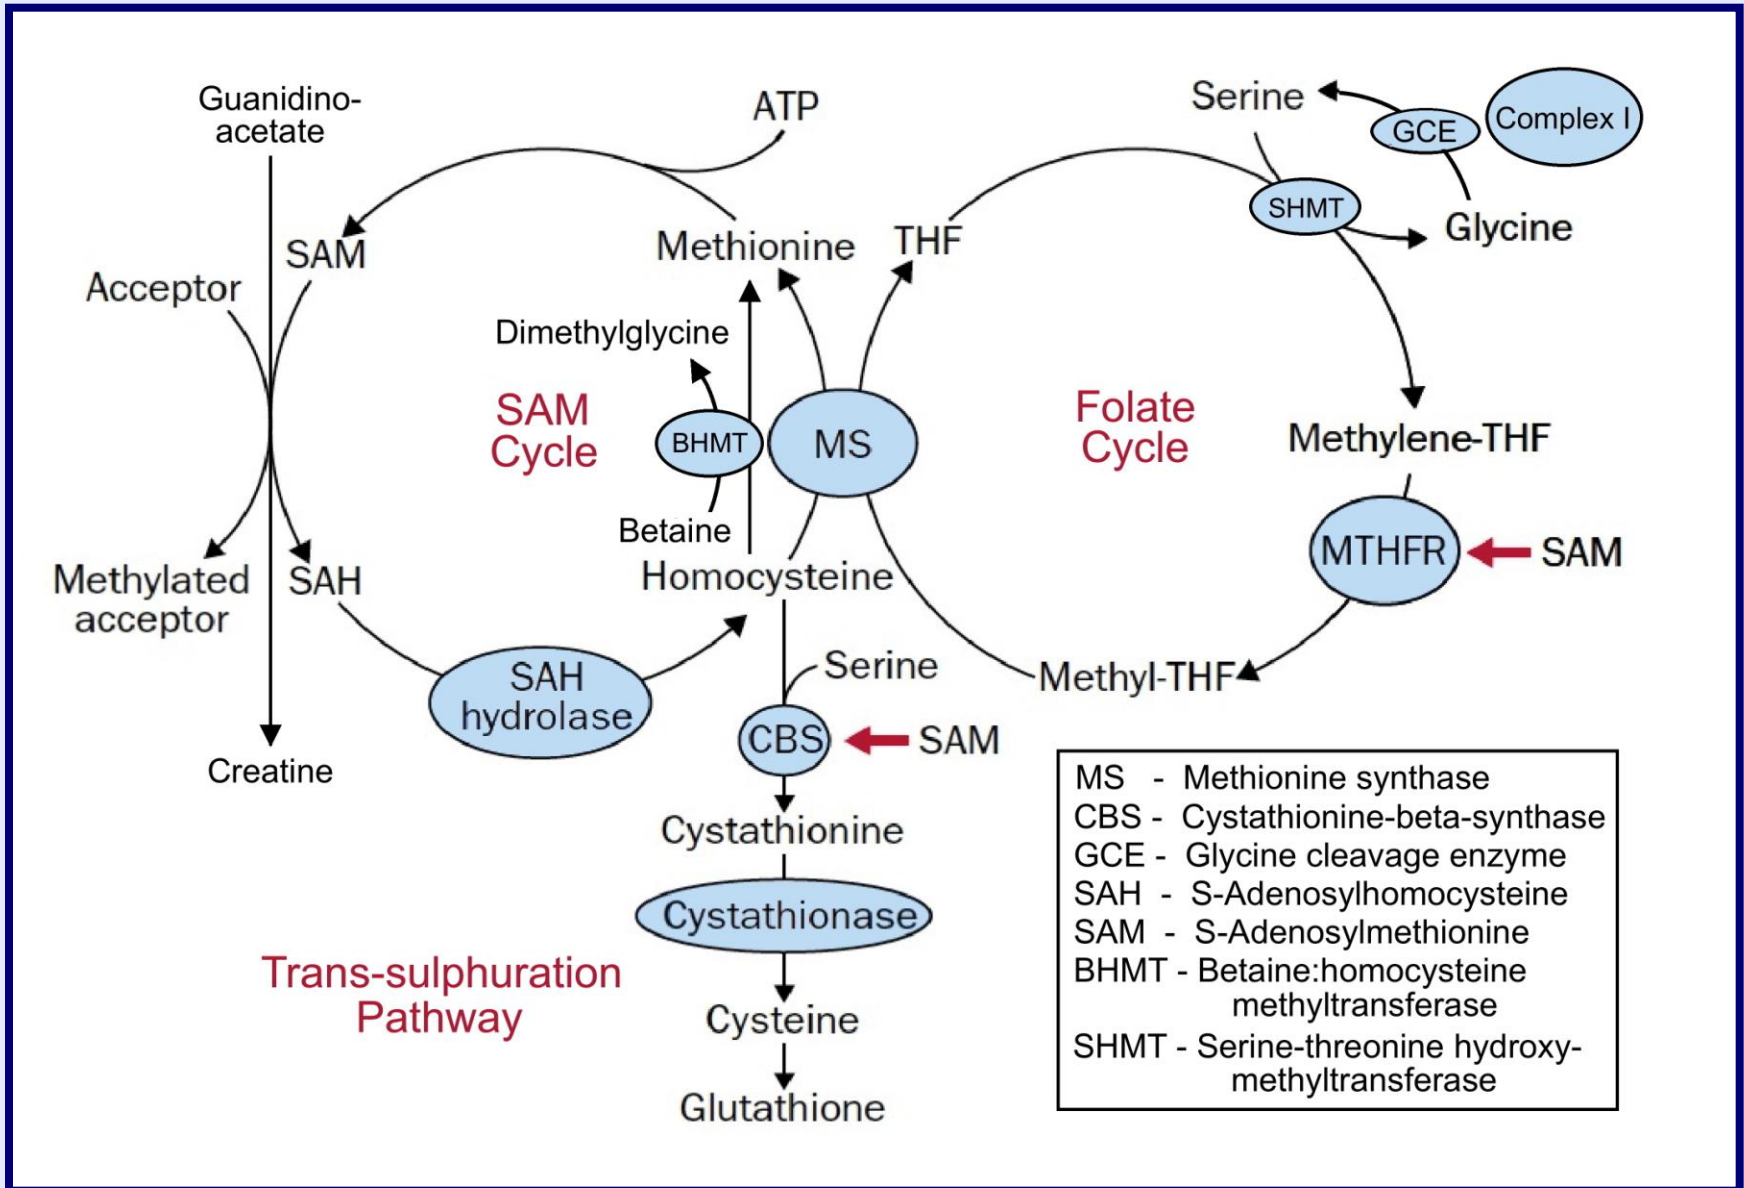 Guanidino-
acetate
ATP
Serine
GCE
Complex I
SHMT
Glycine
SAM
Methionine
THF
Acceptor
Dimethylglycine
SAM
Cycle
BHMT
MS
Folate
Cycle
Methylene-THF
Betaine
MTHFR
SAM
Methylated
acceptor
SAH
Homocysteine
SAH
hydrolase
Serine
Methyl-THF
CBS
SAM
Creatine
Cystathionine
Cystathionase
Trans-sulphuration
Pathway
Cysteine
Glutathione
MS - Methionine synthase
CBS - Cystathionine-beta-synthase
GCE - Glycine cleavage enzyme
SAH - S-Adenosylhomocysteine
SAM - S-Adenosylmethionine
BHMT - Betaine:homocysteine
methyltransferase
SHMT - Serine-threonine hydroxy-
methyltransferase